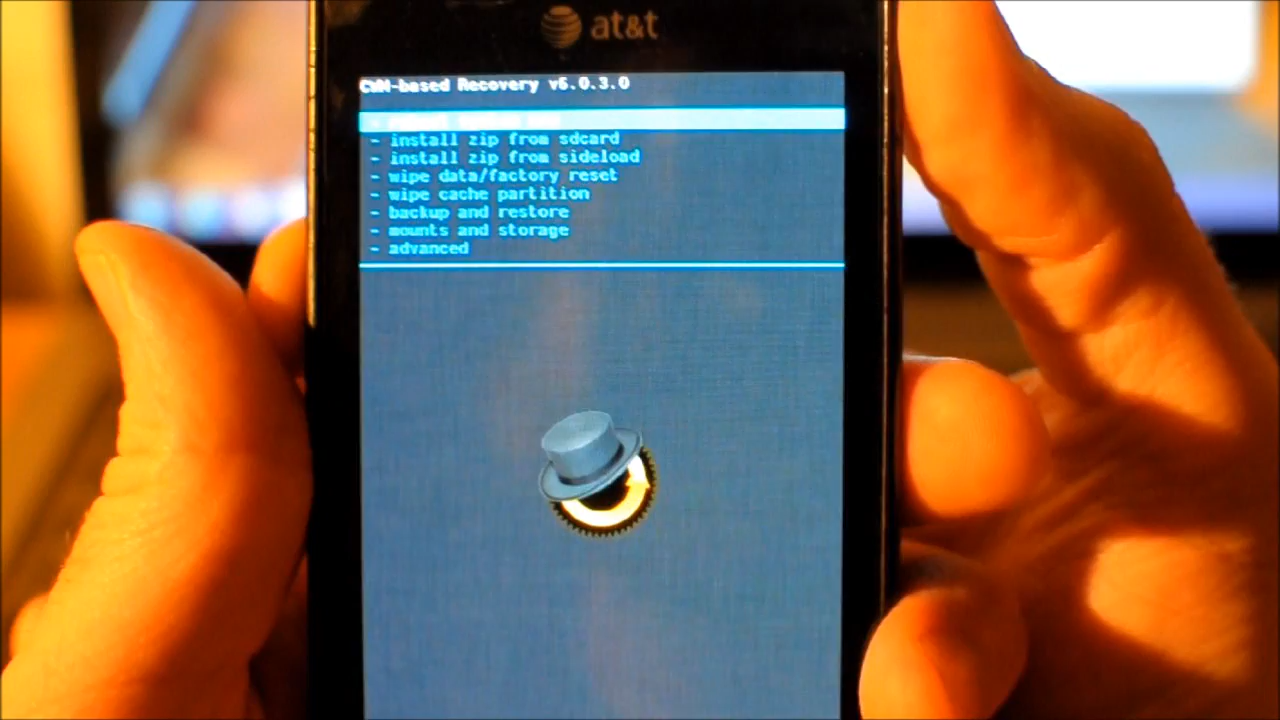 at&t
CWM-based Recovery v6.0.3.0
- install zip from sdcard
- install zip from sideload
- wipe data/factory reset
- wipe cache partition
- backup and restore
- mounts and storage
- advanced